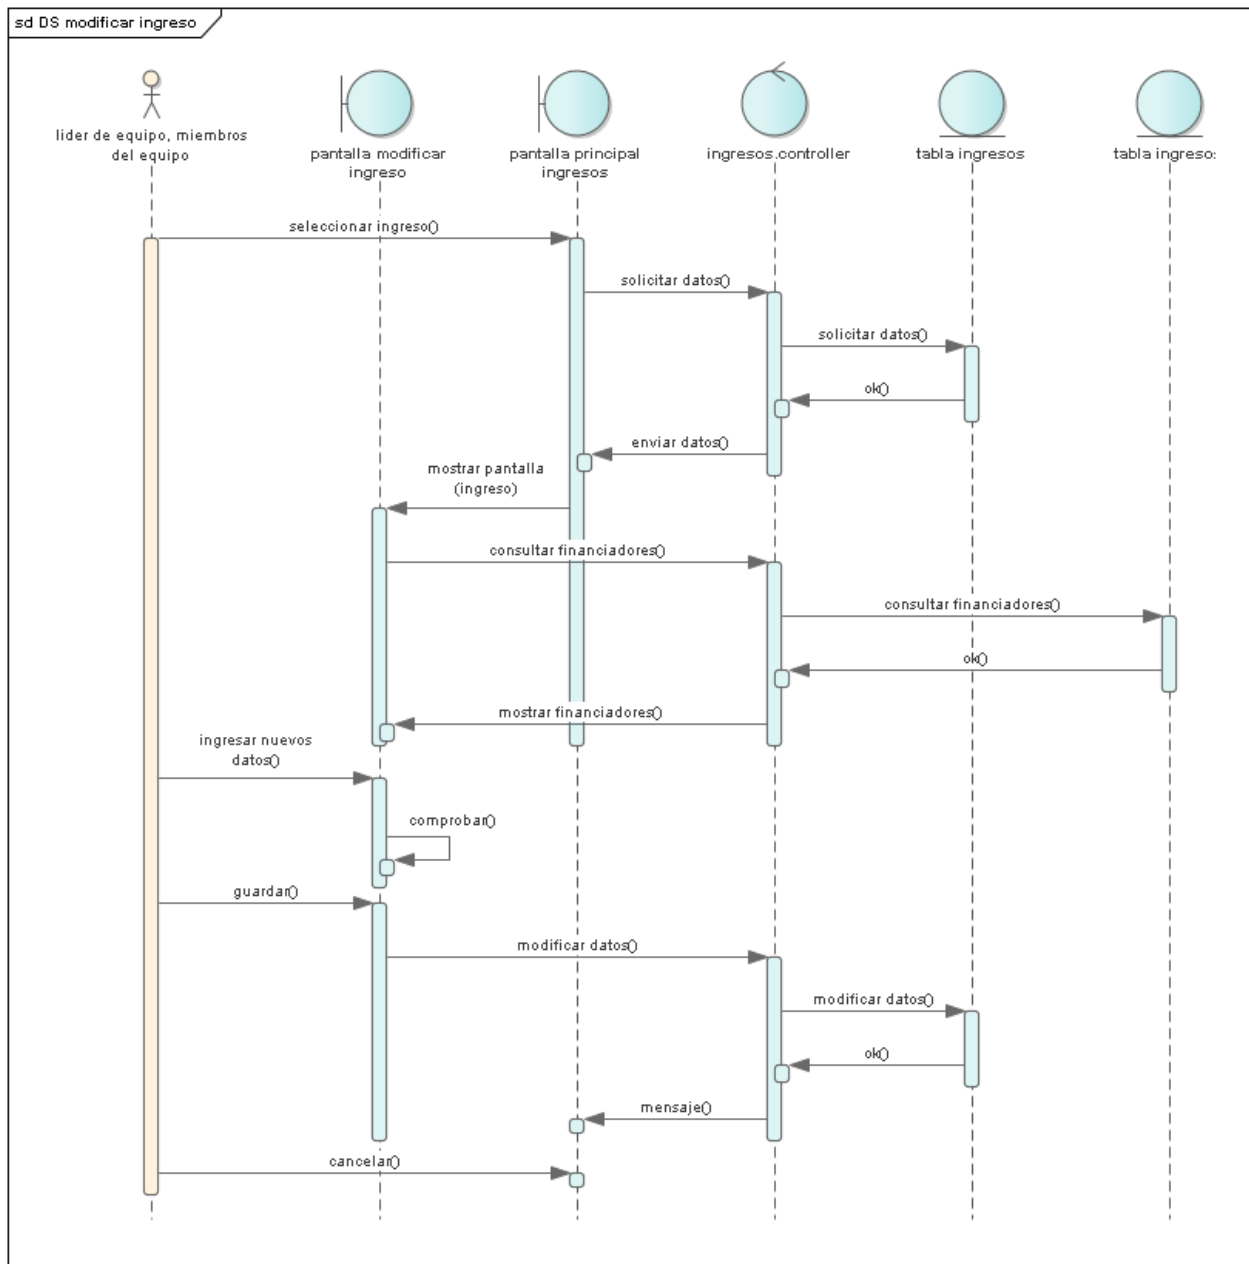 sd DS modificar ingreso
lider de equipo, miembros
del equipo
pantalla modificar
ingreso
pantalla principal
ingresos
ingresos.controller
tabla ingresos
tabla ingreso:
seleccionar ingreso()
solicitar datos()
solicitar datos()
ok()
enviar datos()
mostrar pantalla
(ingreso)
consultar financiadores()
consultar financiadores()
ok()
mostrar financiadores()
ingresar nuevos
datos()
comprobar()
guardar()
modificar datos()
modificar datos()
ok()
mensaje()
cancelar()